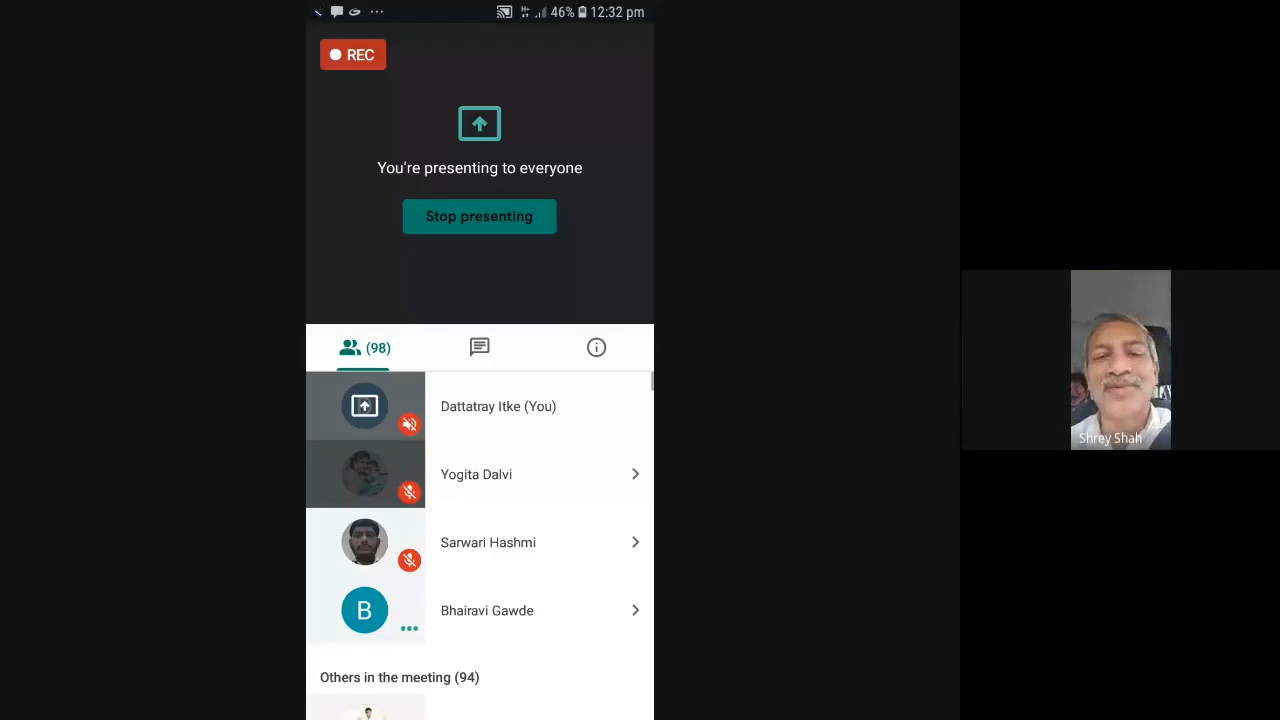 46% 12:32 pm
REC
You're presenting to everyone
Stop presenting
(98)
Dattatray Itke (You)
Yogita Dalvi
Sarwari Hashmi
B
Bhairavi Gawde
Others in the meeting (94)
Shrey Shah